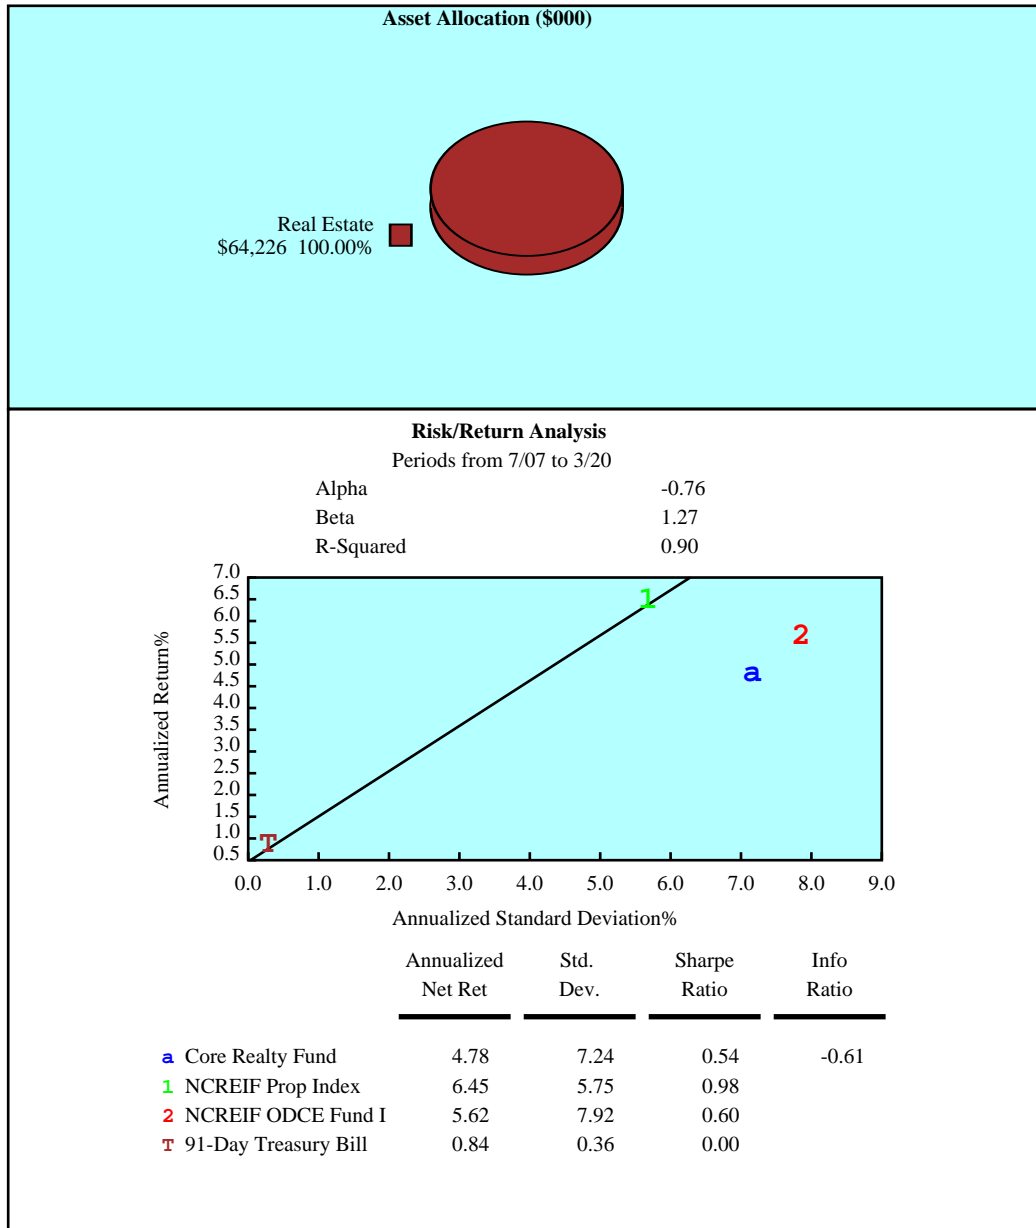 Asset Allocation ($000)
Real Estate
$64,226 100.00%
Risk/Return Analysis
Periods from 7/07 to 3/20
Alpha -0.76
Beta 1.27
R-Squared 0.90
7.0
6.5
6.0
5.5
5.0
4.5
4.0
3.5
3.0
2.5
2.0
1.5
1.0
0.5
Annualized Return%
1
2
a
T
0.0 1.0 2.0 3.0 4.0 5.0 6.0 7.0 8.0 9.0
Annualized Standard Deviation%
Annualized Std. Sharpe Info
Net Ret Dev. Ratio Ratio
a Core Realty Fund 4.78 7.24 0.54 -0.61
1 NCREIF Prop Index 6.45 5.75 0.98
2 NCREIF ODCE Fund I 5.62 7.92 0.60
T 91-Day Treasury Bill 0.84 0.36 0.00